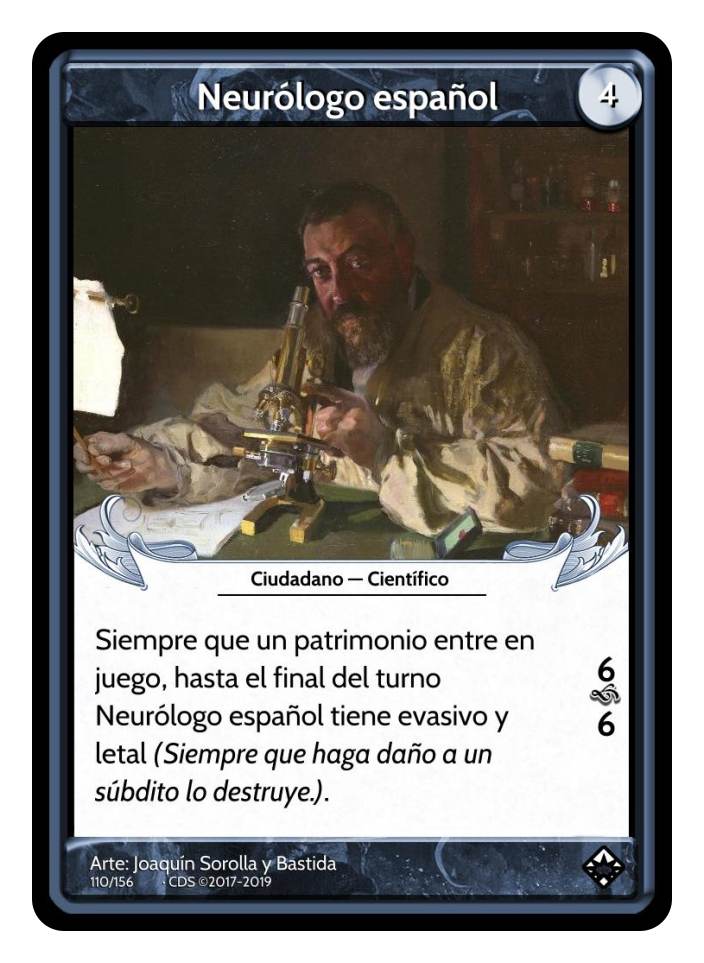 Neurólogo español
4
Ciudadano — Científico
Siempre que un patrimonio entre en
juego, hasta el final del turno
Neurólogo español tiene evasivo y
letal (Siempre que haga daño a un
súbdito lo destruye.).
6
6
Arte: Joaquín Sorolla y Bastida
110/156 · CDS ©2017-2019